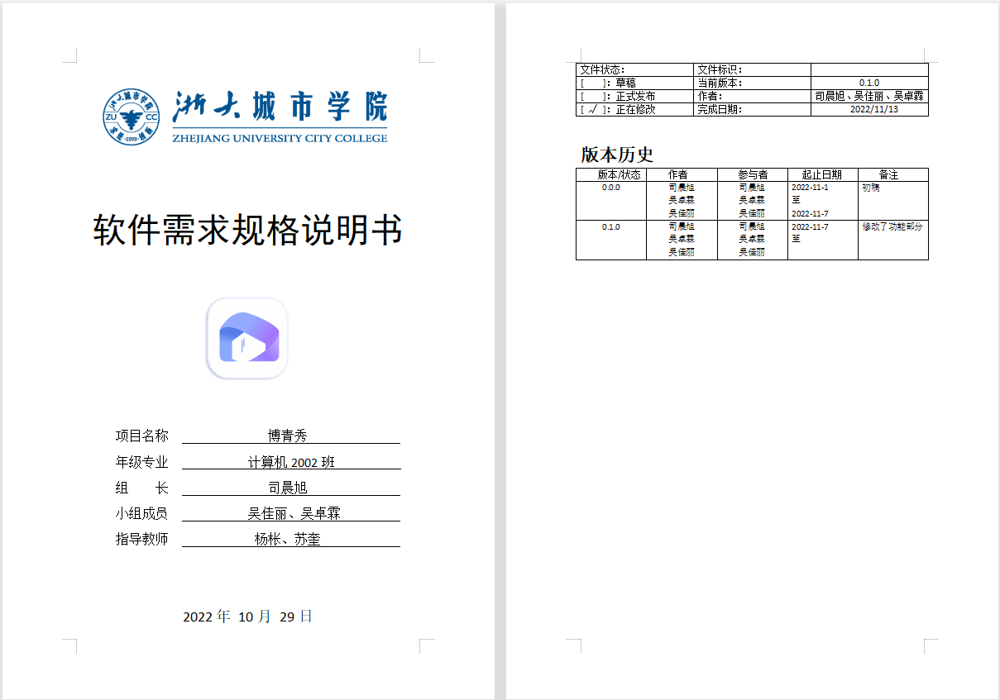 浙大城市学院
ZU CC
求是·1999·创新
ZHEJIANG UNIVERSITY CITY COLLEGE
软件需求规格说明书
项目名称 博青秀
年级专业 计算机 2002 班
组 长 司晨旭
小组成员 吴佳丽、吴卓霖
指导教师 杨枨、苏奎
2022 年 10 月 29 日
文件状态： 文件标识：
[ ]：草稿 当前版本： 0.1.0
[ ]：正式发布 作者： 司晨旭、吴佳丽、吴卓霖
[ √ ]：正在修改 完成日期： 2022/11/13
版本历史
版本/状态 作者 参与者 起止日期 备注
0.0.0 司晨旭 司晨旭 2022-11-1 初稿
吴卓霖 吴卓霖 至
吴佳丽 吴佳丽 2022-11-7
0.1.0 司晨旭 司晨旭 2022-11-7 修改了功能部分
吴卓霖 吴卓霖 至
吴佳丽 吴佳丽